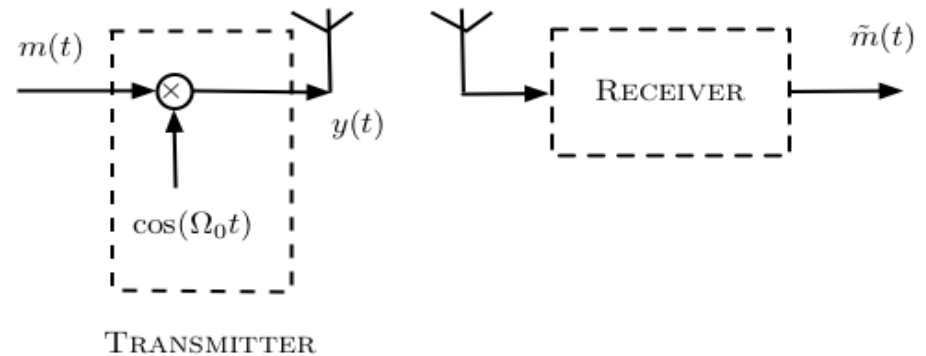 m(t)
m̃(t)
×
RECEIVER
y(t)
cos(Ω₀t)
TRANSMITTER